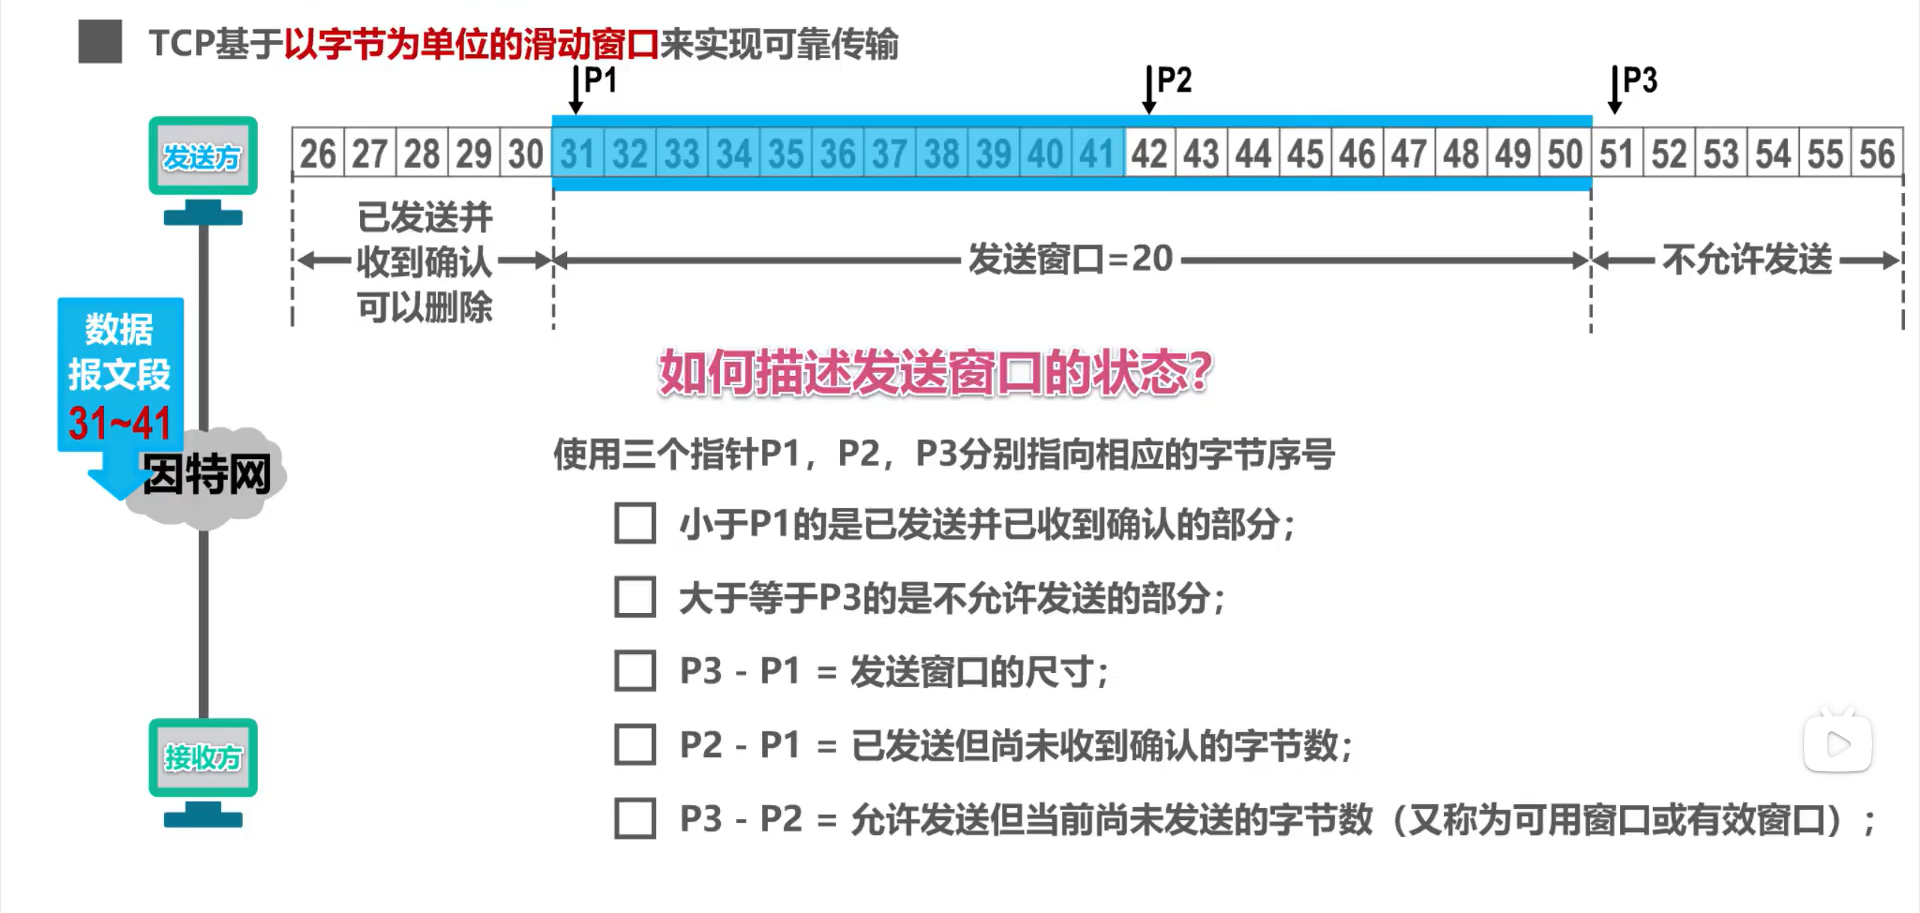 TCP基于以字节为单位的滑动窗口来实现可靠传输
P1
P2
P3
发送方
26 27 28 29 30 31 32 33 34 35 36 37 38 39 40 41 42 43 44 45 46 47 48 49 50 51 52 53 54 55 56
已发送并
收到确认
可以删除
发送窗口=20
不允许发送
数据
报文段
31~41
因特网
接收方
如何描述发送窗口的状态?
使用三个指针P1，P2，P3分别指向相应的字节序号
小于P1的是已发送并已收到确认的部分；
大于等于P3的是不允许发送的部分；
P3 - P1 = 发送窗口的尺寸；
P2 - P1 = 已发送但尚未收到确认的字节数；
P3 - P2 = 允许发送但当前尚未发送的字节数（又称为可用窗口或有效窗口）；